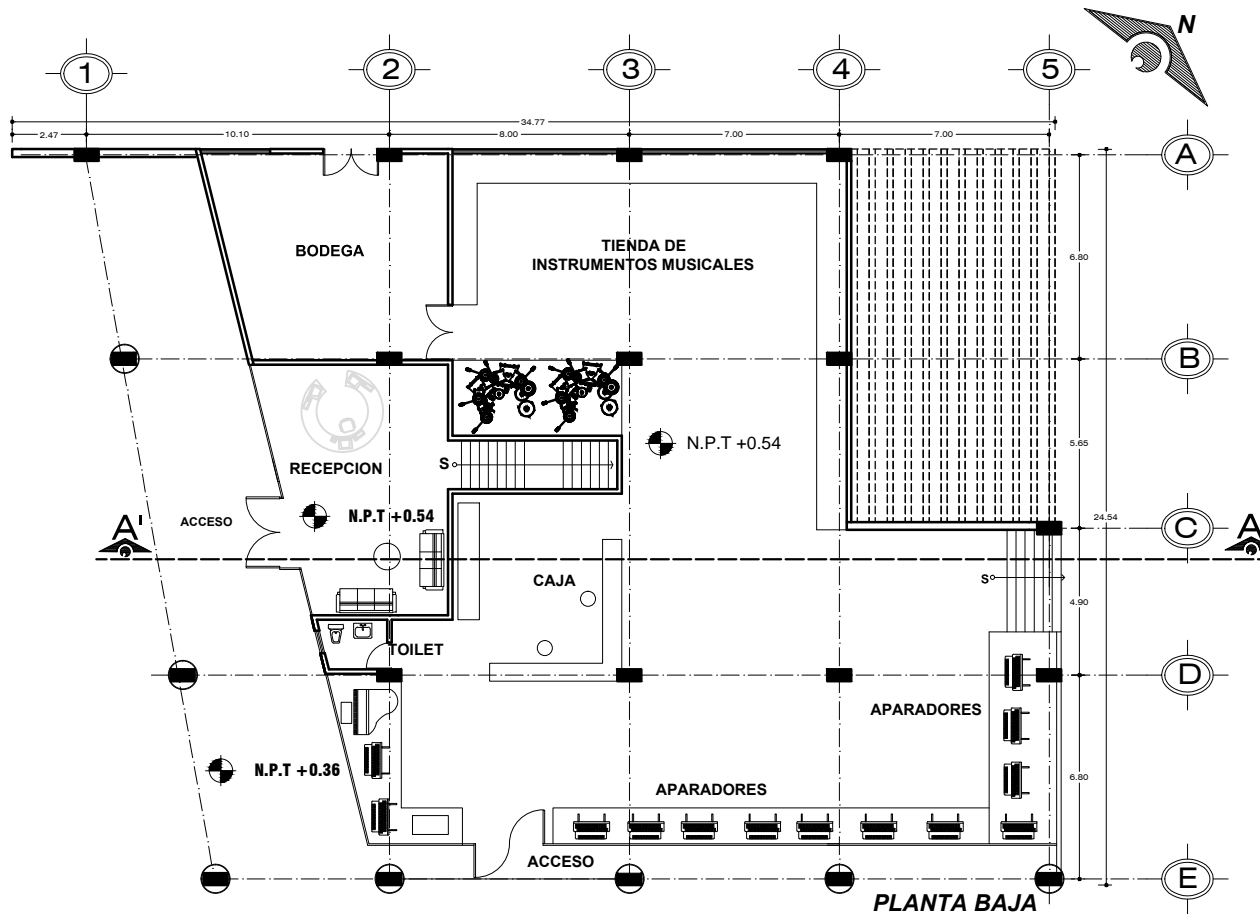 N
1
2
3
4
5
34.77
2.47
10.10
8.00
7.00
7.00
A
BODEGA
TIENDA DE
INSTRUMENTOS MUSICALES
6.80
B
N.P.T +0.54
RECEPCION
S
5.65
N.P.T +0.54
ACCESO
24.54
C
A'
A
CAJA
S
4.90
TOILET
D
APARADORES
N.P.T +0.36
6.80
APARADORES
ACCESO
E
PLANTA BAJA